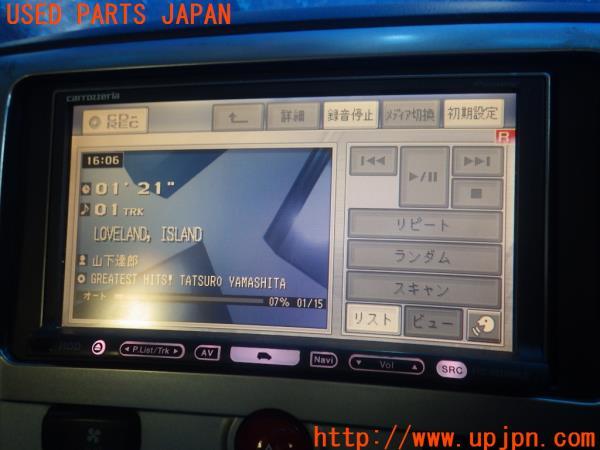 USED PARTS JAPAN
carrozzeria
CD-REC
詳細
録音停止
メディア切換
初期設定
R
16:06
01' 21"
01 TRK
LOVELAND, ISLAND
山下達郎
GREATEST HITS! TATSURO YAMASHITA
オート
07% 01/15
リピート
ランダム
スキャン
リスト
ビュー
HDD
P.List/Trk
AV
Navi
Vol
SRC
http://www.upjpn.com